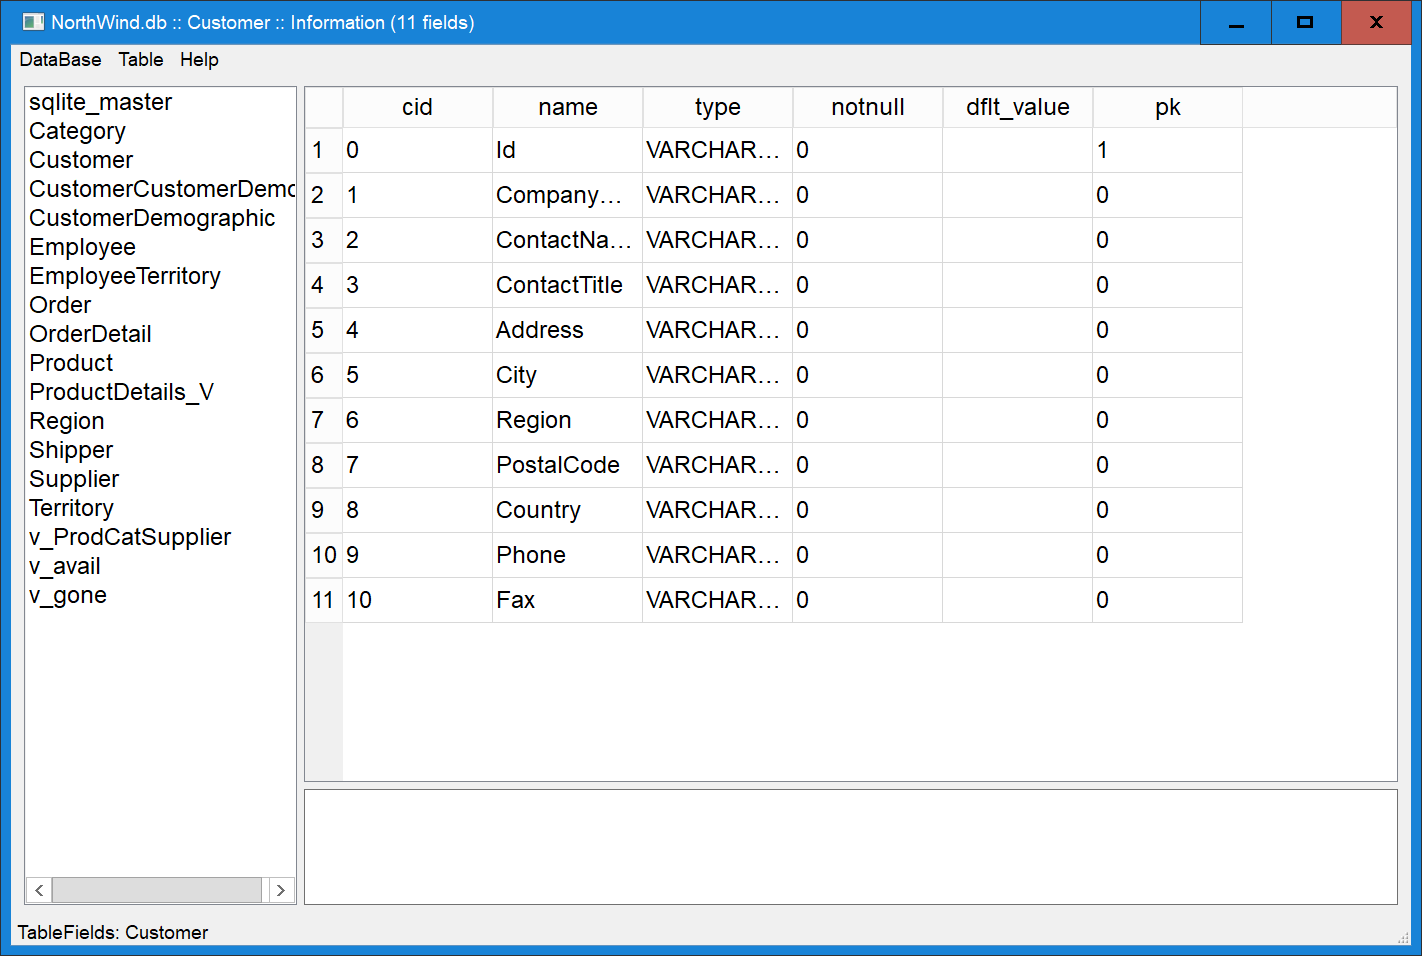 NorthWind.db :: Customer :: Information (11 fields)
DataBase Table Help
sqlite_master
Category
Customer
CustomerCustomerDemo
CustomerDemographic
Employee
EmployeeTerritory
Order
OrderDetail
Product
ProductDetails_V
Region
Shipper
Supplier
Territory
v_ProdCatSupplier
v_avail
v_gone
cid name type notnull dflt_value pk
1 0 Id VARCHAR... 0 1
2 1 Company... VARCHAR... 0 0
3 2 ContactNa... VARCHAR... 0 0
4 3 ContactTitle VARCHAR... 0 0
5 4 Address VARCHAR... 0 0
6 5 City VARCHAR... 0 0
7 6 Region VARCHAR... 0 0
8 7 PostalCode VARCHAR... 0 0
9 8 Country VARCHAR... 0 0
10 9 Phone VARCHAR... 0 0
11 10 Fax VARCHAR... 0 0
TableFields: Customer